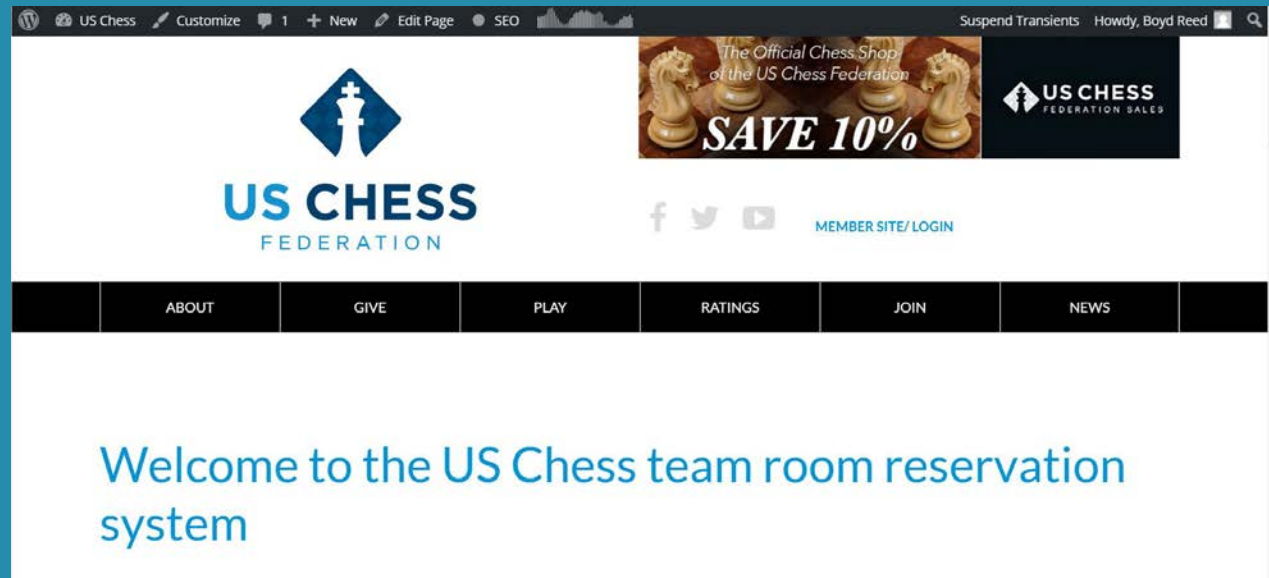 US Chess Customize 1 + New Edit Page SEO Suspend Transients Howdy, Boyd Reed
The Official Chess Shop
of the US Chess Federation
SAVE 10%
US CHESS
FEDERATION SALES
US CHESS
FEDERATION
MEMBER SITE/ LOGIN
ABOUT GIVE PLAY RATINGS JOIN NEWS
Welcome to the US Chess team room reservation
system